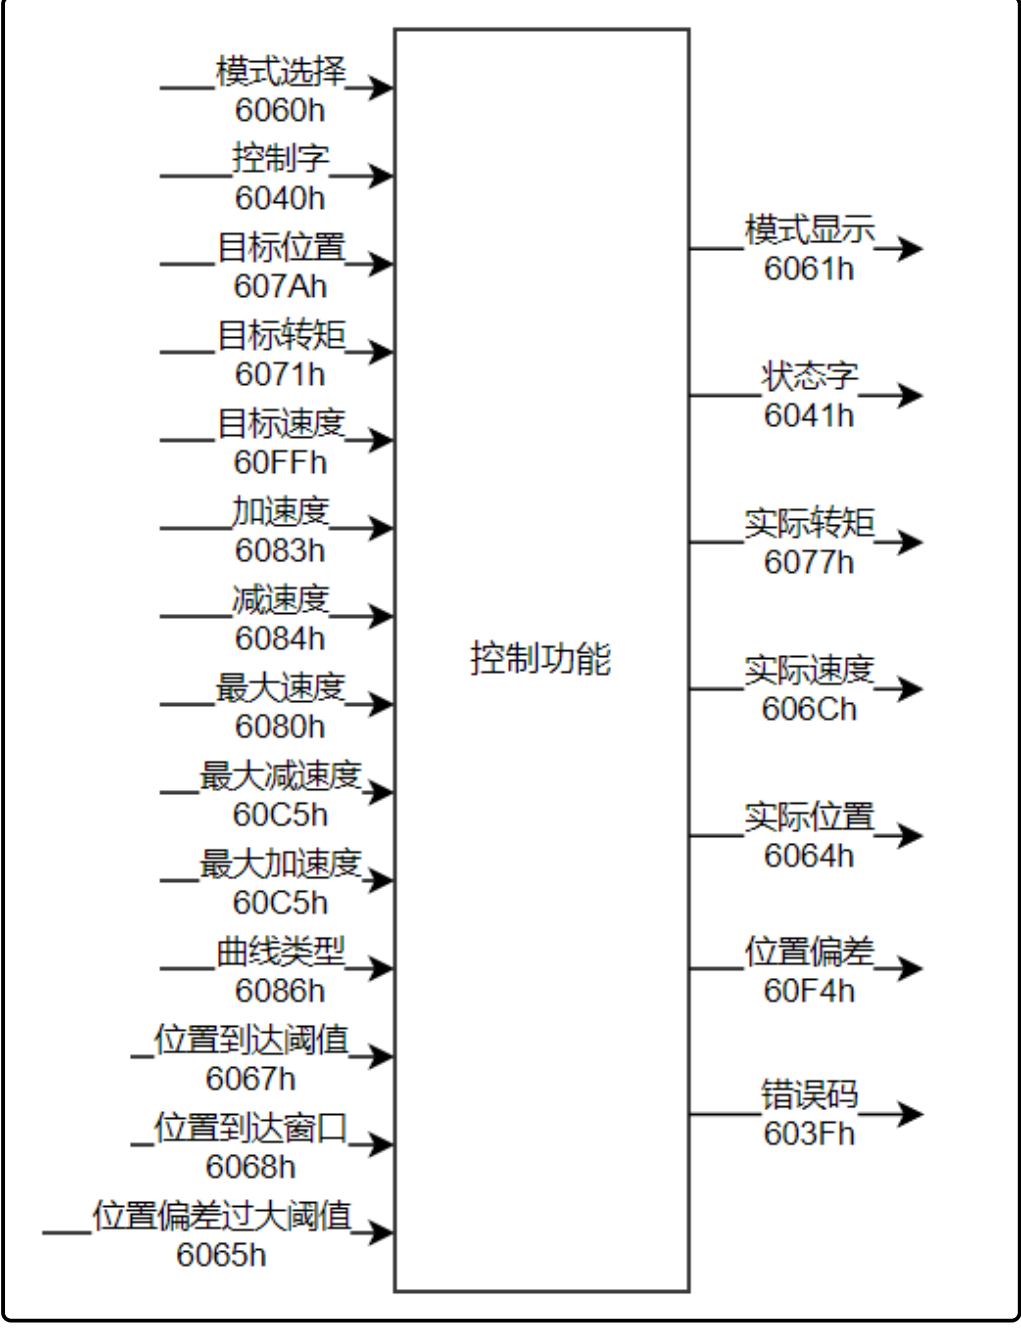 模式选择
6060h
控制字
6040h
目标位置
607Ah
目标转矩
6071h
目标速度
60FFh
加速度
6083h
减速度
6084h
最大速度
6080h
最大减速度
60C5h
最大加速度
60C5h
曲线类型
6086h
位置到达阈值
6067h
位置到达窗口
6068h
位置偏差过大阈值
6065h
控制功能
模式显示
6061h
状态字
6041h
实际转矩
6077h
实际速度
606Ch
实际位置
6064h
位置偏差
60F4h
错误码
603Fh